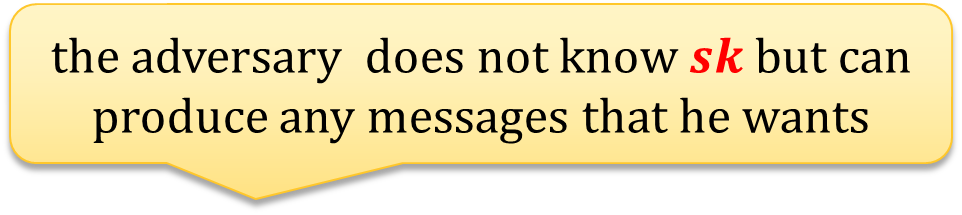 the adversary  does not know sk but can
produce any messages that he wants